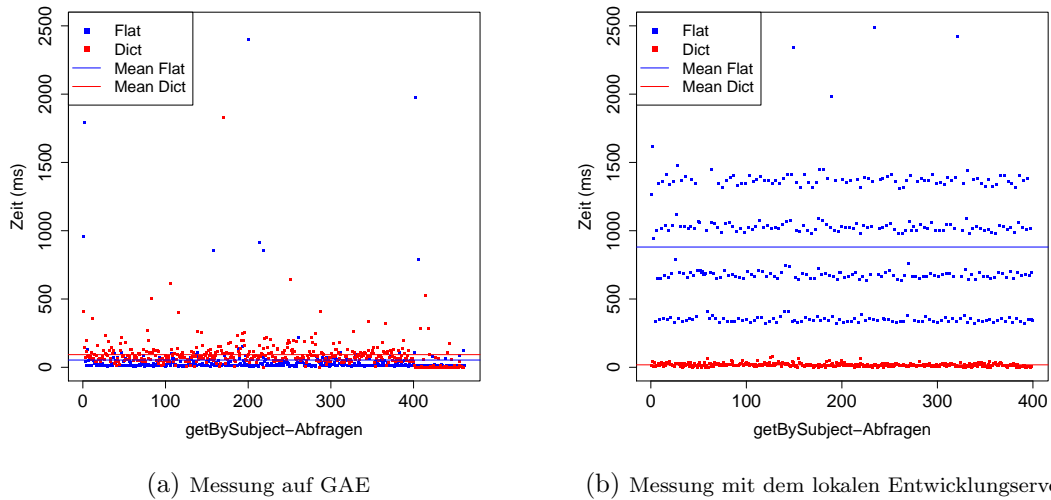 Flat
Dict
Mean Flat
Mean Dict
Zeit (ms)
2500
2000
1500
1000
500
0
0 100 200 300 400
getBySubject−Abfragen
(a) Messung auf GAE
Flat
Dict
Mean Flat
Mean Dict
Zeit (ms)
2500
2000
1500
1000
500
0
0 100 200 300 400
getBySubject−Abfragen
(b) Messung mit dem lokalen Entwicklungserve